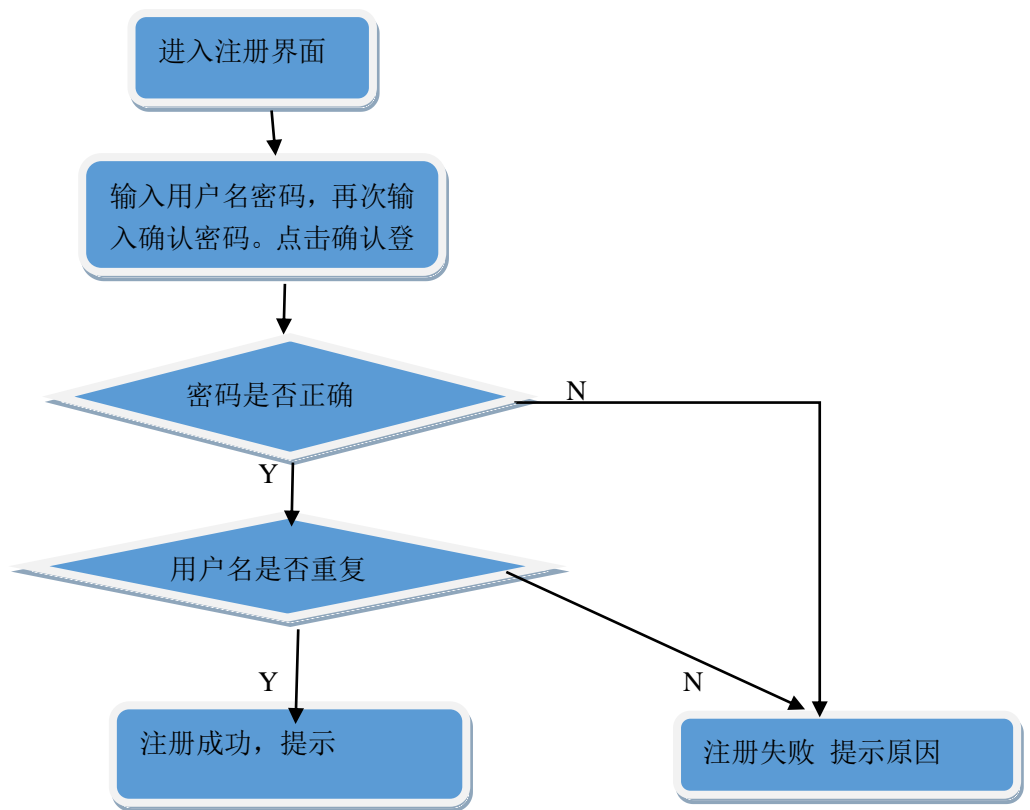 进入注册界面
输入用户名密码，再次输
入确认密码。点击确认登
密码是否正确
N
Y
用户名是否重复
Y
N
注册成功，提示
注册失败 提示原因